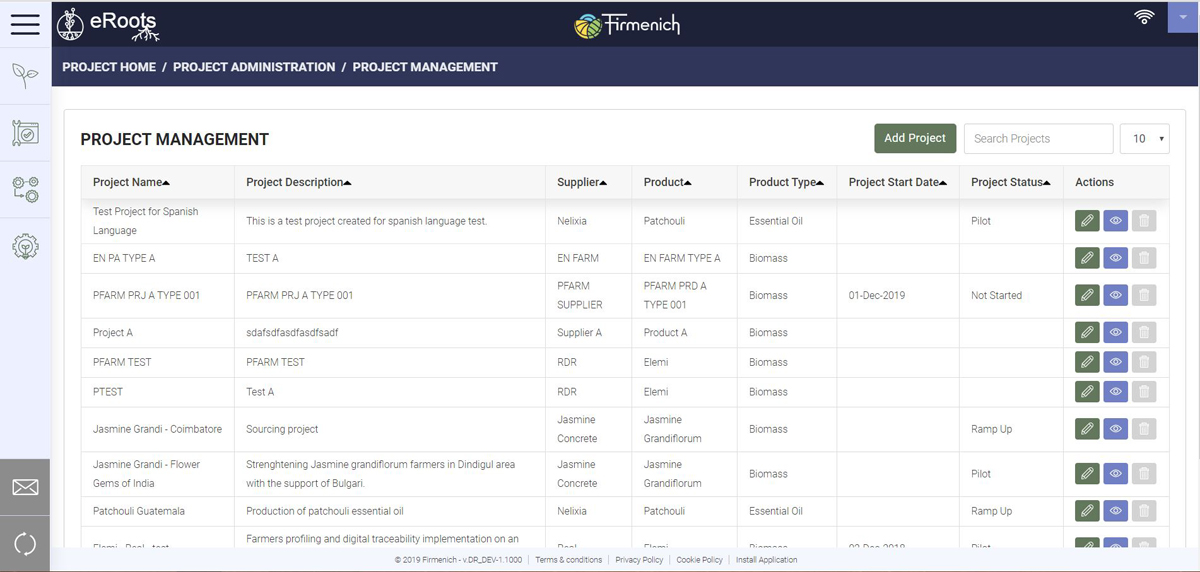 eRoots
Firmenich
PROJECT HOME / PROJECT ADMINISTRATION / PROJECT MANAGEMENT
PROJECT MANAGEMENT
Add Project
Search Projects
10
Project Name Project Description Supplier Product Product Type Project Start Date Project Status Actions
Test Project for Spanish
Language
This is a test project created for spanish language test.
Nelixia
Patchouli
Essential Oil
Pilot
EN PA TYPE A
TEST A
EN FARM
EN FARM TYPE A
Biomass
PFARM PRJ A TYPE 001
PFARM PRJ A TYPE 001
PFARM
SUPPLIER
PFARM PRD A
TYPE 001
Biomass
01-Dec-2019
Not Started
Project A
sdafsdfasdfasdfsadf
Supplier A
Product A
Biomass
PFARM TEST
PFARM TEST
RDR
Elemi
Biomass
PTEST
Test A
RDR
Elemi
Biomass
Jasmine Grandi - Coimbatore
Sourcing project
Jasmine
Concrete
Jasmine
Grandiflorum
Biomass
Ramp Up
Jasmine Grandi - Flower
Gems of India
Strenghtening Jasmine grandiflorum farmers in Dindigul area
with the support of Bulgari.
Jasmine
Concrete
Jasmine
Grandiflorum
Biomass
Pilot
Patchouli Guatemala
Production of patchouli essential oil
Nelixia
Patchouli
Essential Oil
Ramp Up
Farmers profiling and digital traceability implementation on an
© 2019 Firmenich - v.DR_DEV-1.1000 | Terms & conditions | Privacy Policy | Cookie Policy | Install Application